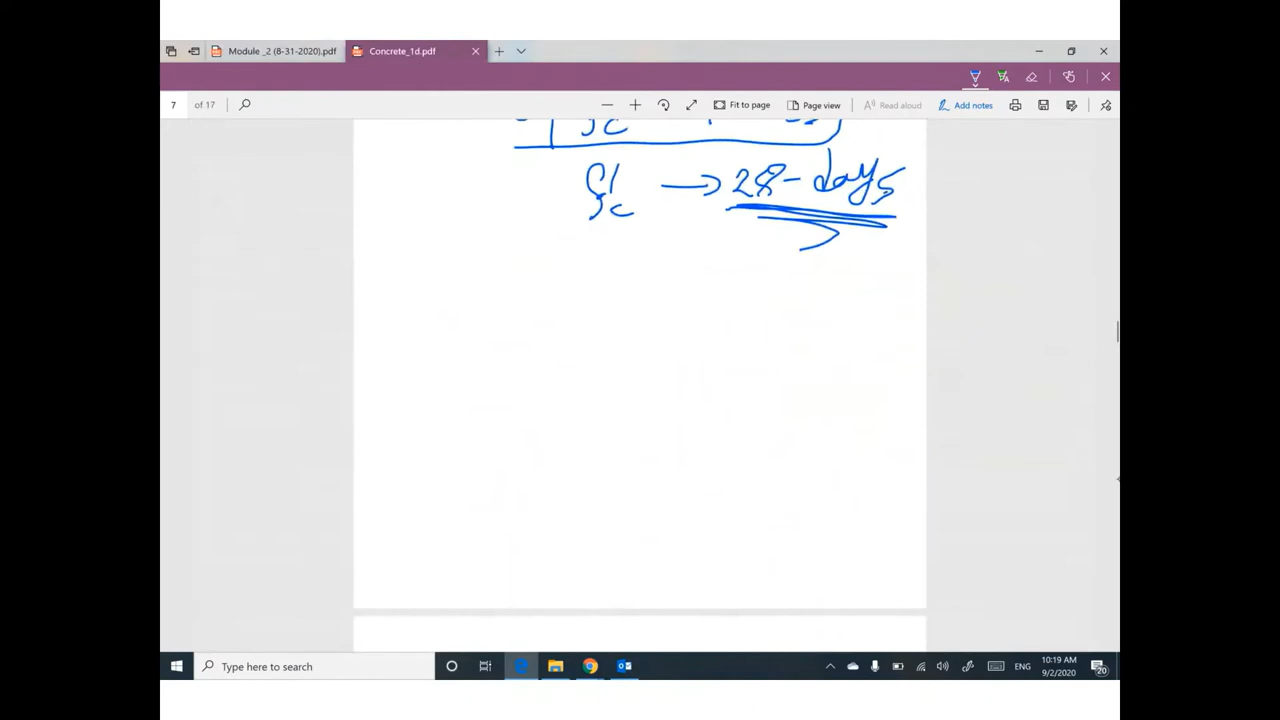 Module _2 (8-31-2020).pdf
Concrete_1d.pdf
7 of 17
Fit to page
Page view
Read aloud
Add notes
f'c → 28-days
Type here to search
ENG
10:19 AM
9/2/2020
20